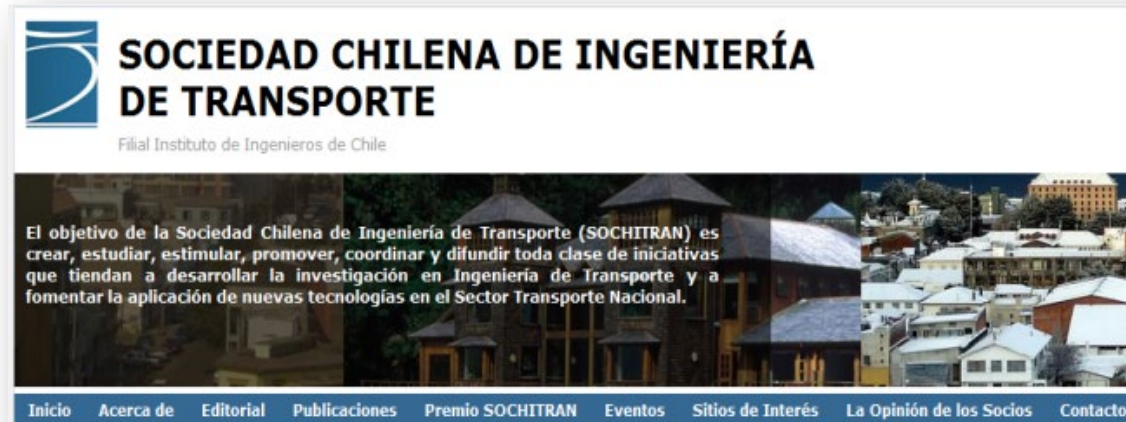 SOCIEDAD CHILENA DE INGENIERÍA
DE TRANSPORTE
Filial Instituto de Ingenieros de Chile
El objetivo de la Sociedad Chilena de Ingeniería de Transporte (SOCHITRAN) es
crear, estudiar, estimular, promover, coordinar y difundir toda clase de iniciativas
que tiendan a desarrollar la investigación en Ingeniería de Transporte y a
fomentar la aplicación de nuevas tecnologías en el Sector Transporte Nacional.
Inicio Acerca de Editorial Publicaciones Premio SOCHITRAN Eventos Sitios de Interés La Opinión de los Socios Contacto